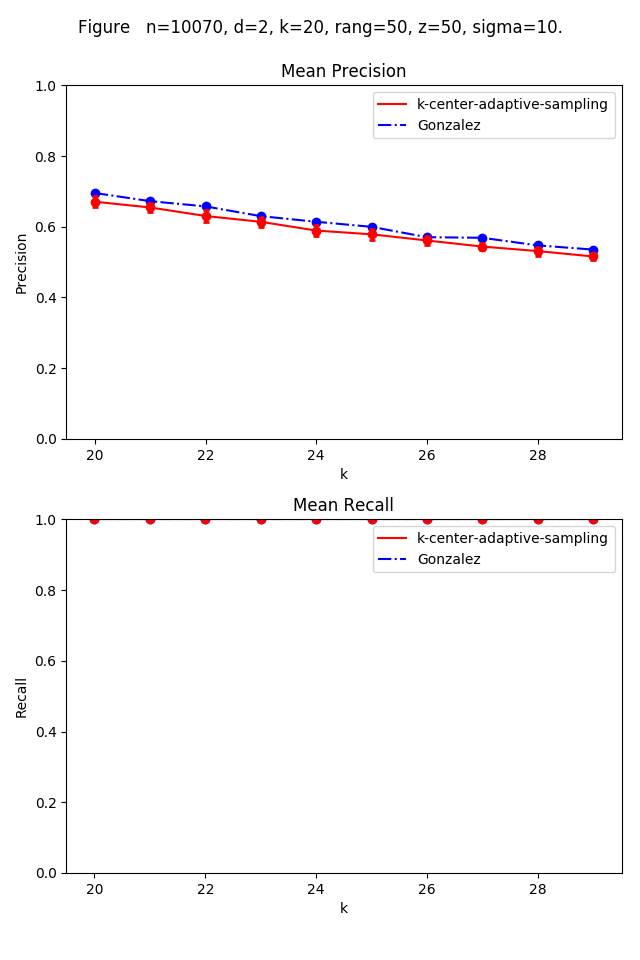 Figure   n=10070, d=2, k=20, rang=50, z=50, sigma=10.
Mean Precision
1.0
0.8
0.6
0.4
0.2
0.0
Precision
k-center-adaptive-sampling
Gonzalez
20 22 24 26 28
k
Mean Recall
1.0
0.8
0.6
0.4
0.2
0.0
Recall
k-center-adaptive-sampling
Gonzalez
20 22 24 26 28
k